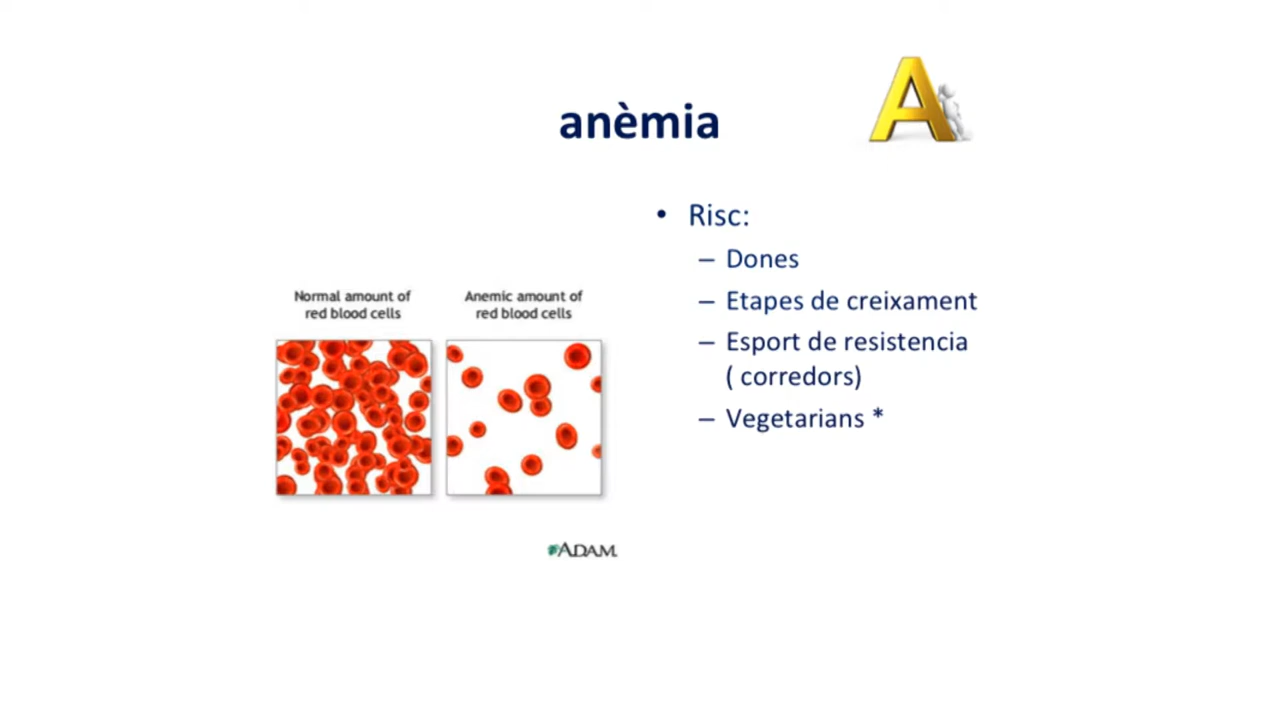 A
anèmia
• Risc:
– Dones
– Etapes de creixament
– Esport de resistencia
( corredors)
– Vegetarians *
Normal amount of
red blood cells
Anemic amount of
red blood cells
ADAM.